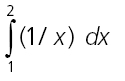 ∫₁² (1/ x) dx